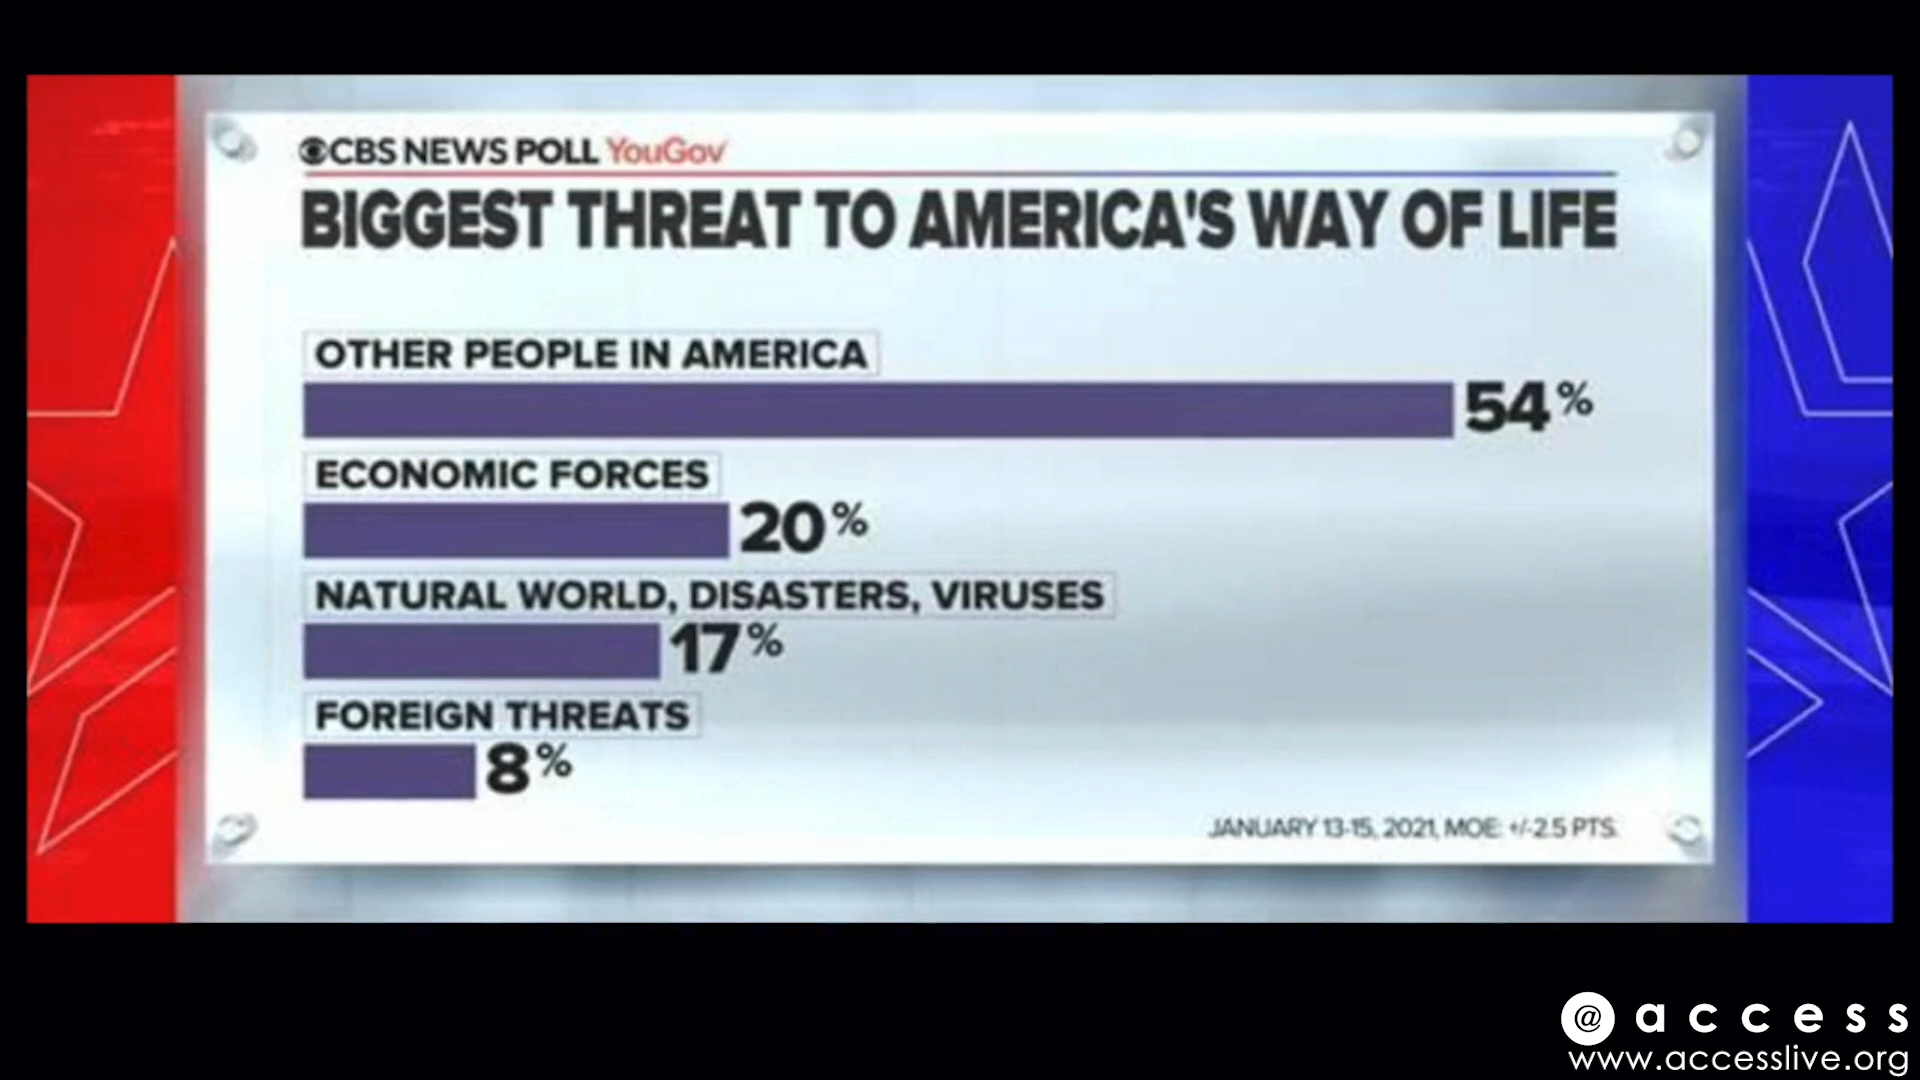 CBS NEWS POLL YouGov
BIGGEST THREAT TO AMERICA'S WAY OF LIFE
OTHER PEOPLE IN AMERICA
54%
ECONOMIC FORCES
20%
NATURAL WORLD, DISASTERS, VIRUSES
17%
FOREIGN THREATS
8%
JANUARY 13-15, 2021, MOE: +/-2.5 PTS.
@ access
www.accesslive.org